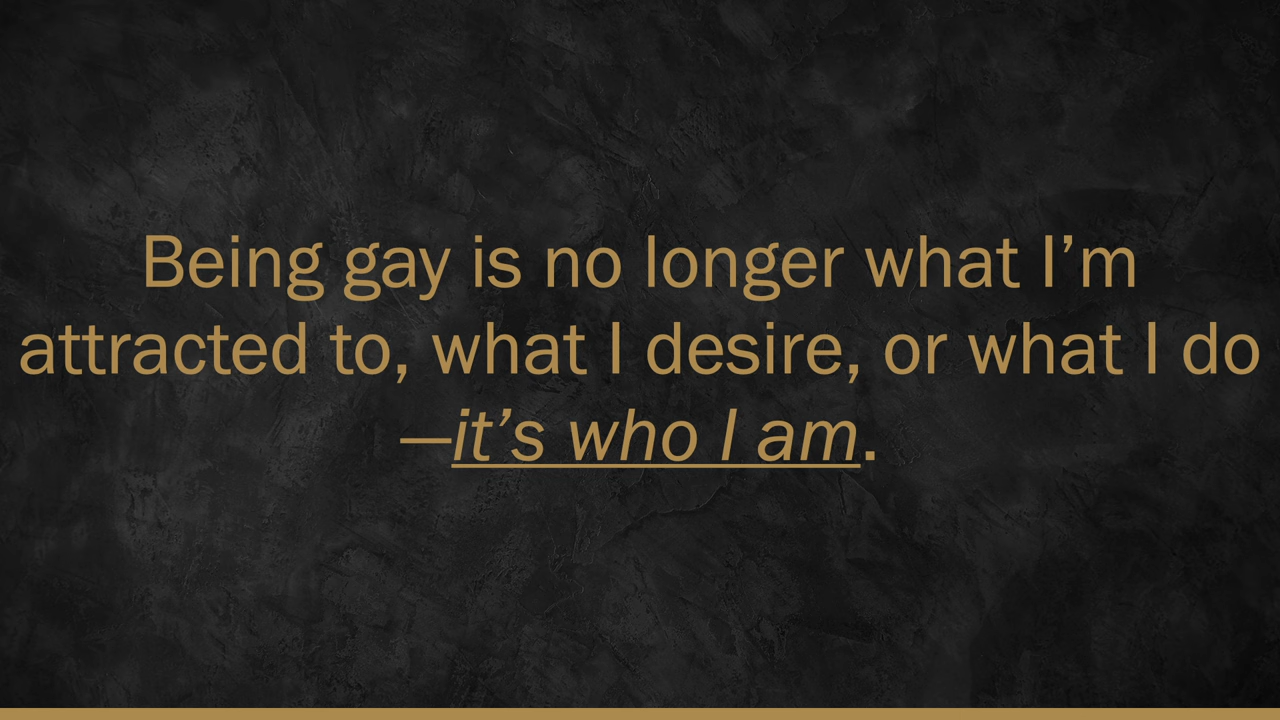 Being gay is no longer what I’m
attracted to, what I desire, or what I do
—it’s who I am.